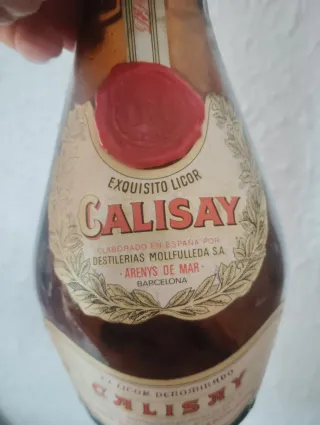 EXQUISITO LICOR
CALISAY
ELABORADO EN ESPAÑA POR
DESTILERIAS MOLLFULLEDA S.A.
ARENYS DE MAR
BARCELONA
EL LICOR DENOMINADO
CALISAY